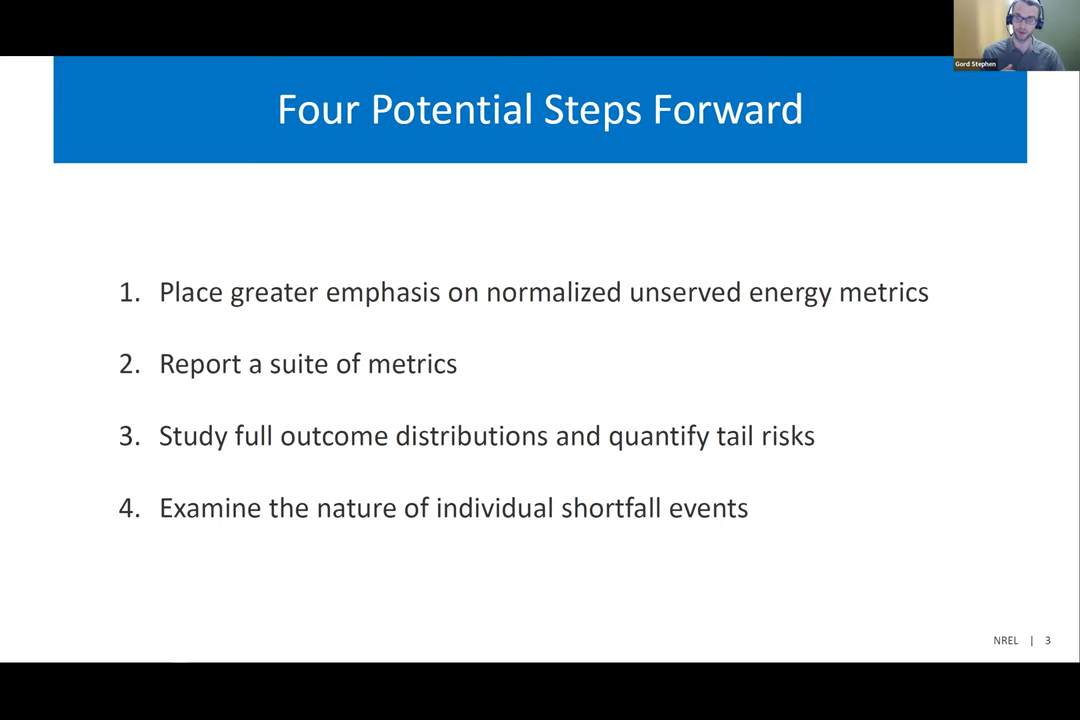 Gord Stephen
Four Potential Steps Forward
1. Place greater emphasis on normalized unserved energy metrics
2. Report a suite of metrics
3. Study full outcome distributions and quantify tail risks
4. Examine the nature of individual shortfall events
NREL | 3